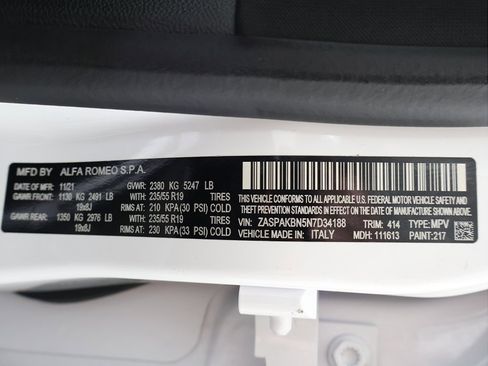 MFD BY ALFA ROMEO S.P.A.
DATE OF MFR: 11/21 GVWR: 2380 KG 5247 LB
GAWR FRONT: 1130 KG 2491 LB WITH: 235/55 R19 TIRES
19x8J RIMS AT: 210 KPA(30 PSI) COLD
GAWR REAR: 1350 KG 2976 LB WITH: 235/55 R19 TIRES
19x8J RIMS AT: 230 KPA(33 PSI) COLD
THIS VEHICLE CONFORMS TO ALL APPLICABLE U.S. FEDERAL MOTOR VEHICLE
SAFETY, BUMPER, AND THEFT PREVENTION STANDARDS IN EFFECT
ON THE DATE OF MANUFACTURE SHOWN ABOVE.
VIN: ZASPAKBN5N7D34188 TRIM: 414 TYPE: MPV
VEHICLE MADE IN: ITALY MDH: 111613 PAINT: 217